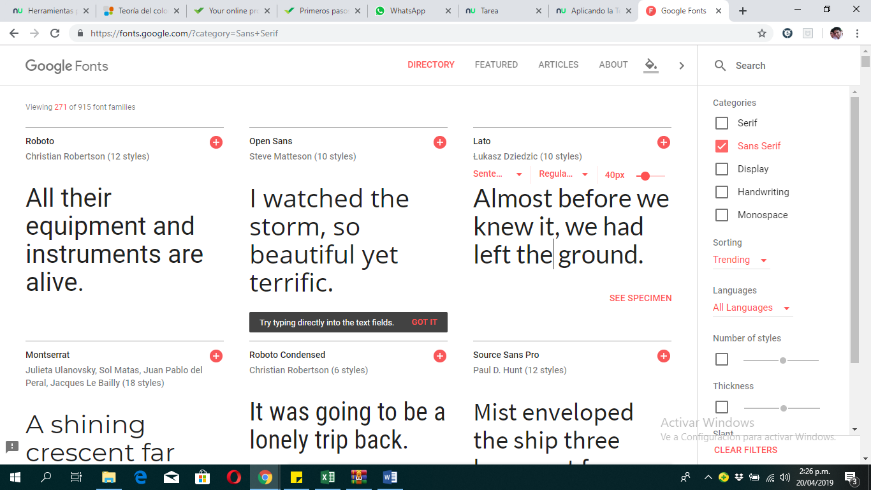 Herramientas
Teoría del colo
Your online pre
Primeros pasos
WhatsApp
Tarea
Aplicando la T
Google Fonts
https://fonts.google.com/?category=Sans+Serif
Google Fonts
DIRECTORY
FEATURED
ARTICLES
ABOUT
Search
Viewing 271 of 915 font families
Roboto
Christian Robertson (12 styles)
All their
equipment and
instruments are
alive.
Open Sans
Steve Matteson (10 styles)
I watched the
storm, so
beautiful yet
terrific.
Try typing directly into the text fields. GOT IT
Lato
Łukasz Dziedzic (10 styles)
Sente... Regula... 40px
Almost before we
knew it, we had
left the ground.
SEE SPECIMEN
Montserrat
Julieta Ulanovsky, Sol Matas, Juan Pablo del
Peral, Jacques Le Bailly (18 styles)
A shining
crescent far
Roboto Condensed
Christian Robertson (6 styles)
It was going to be a
lonely trip back.
Source Sans Pro
Paul D. Hunt (12 styles)
Mist enveloped
the ship three
Categories
Serif
Sans Serif
Display
Handwriting
Monospace
Sorting
Trending
Languages
All Languages
Number of styles
Thickness
Slant
CLEAR FILTERS
Activar Windows
Ve a Configuración para activar Windows.
2:26 p.m.
20/04/2019
3